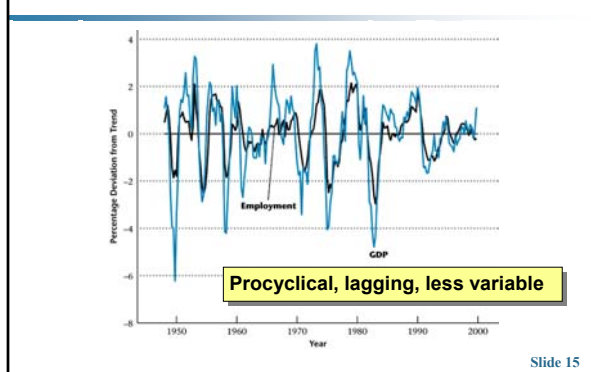 Percentage Deviation from Trend
4
2
0
-2
-4
-6
-8
Employment
GDP
Procyclical, lagging, less variable
1950 1960 1970 1980 1990 2000
Year
Slide 15